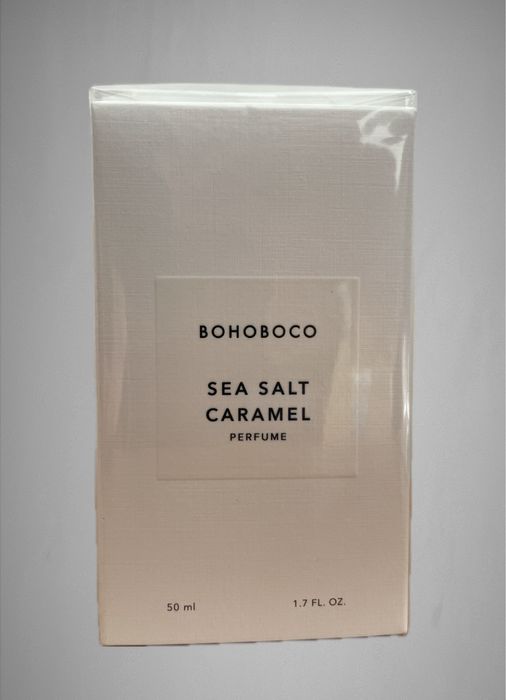 BOHOBOCO
SEA SALT
CARAMEL
PERFUME
50 ml 1.7 FL. OZ.